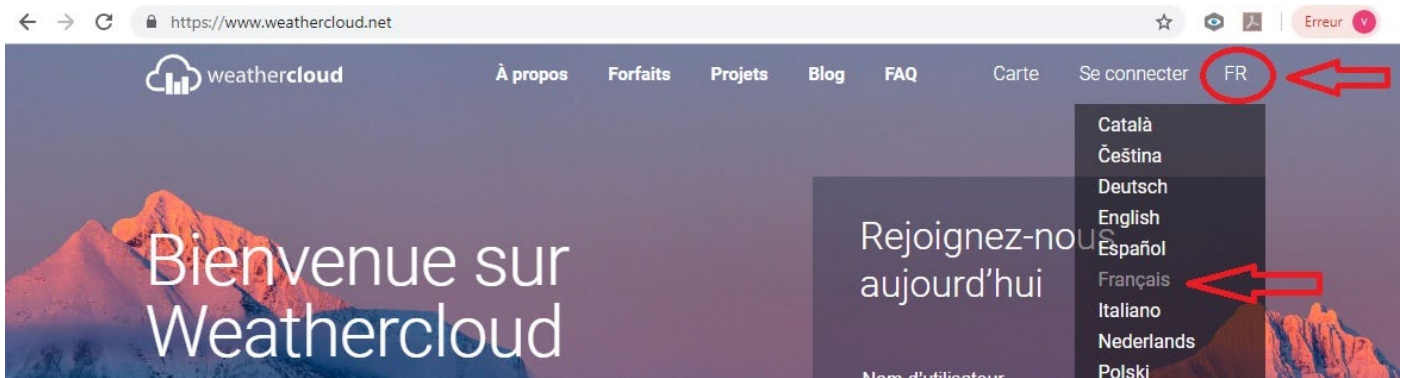 https://www.weathercloud.net
Erreur V
weathercloud À propos Forfaits Projets Blog FAQ Carte Se connecter FR
Català
Čeština
Deutsch
English
Español
Français
Italiano
Nederlands
Polski
Bienvenue sur
Weathercloud
Rejoignez-nous
aujourd'hui
Nom d'utilisateur